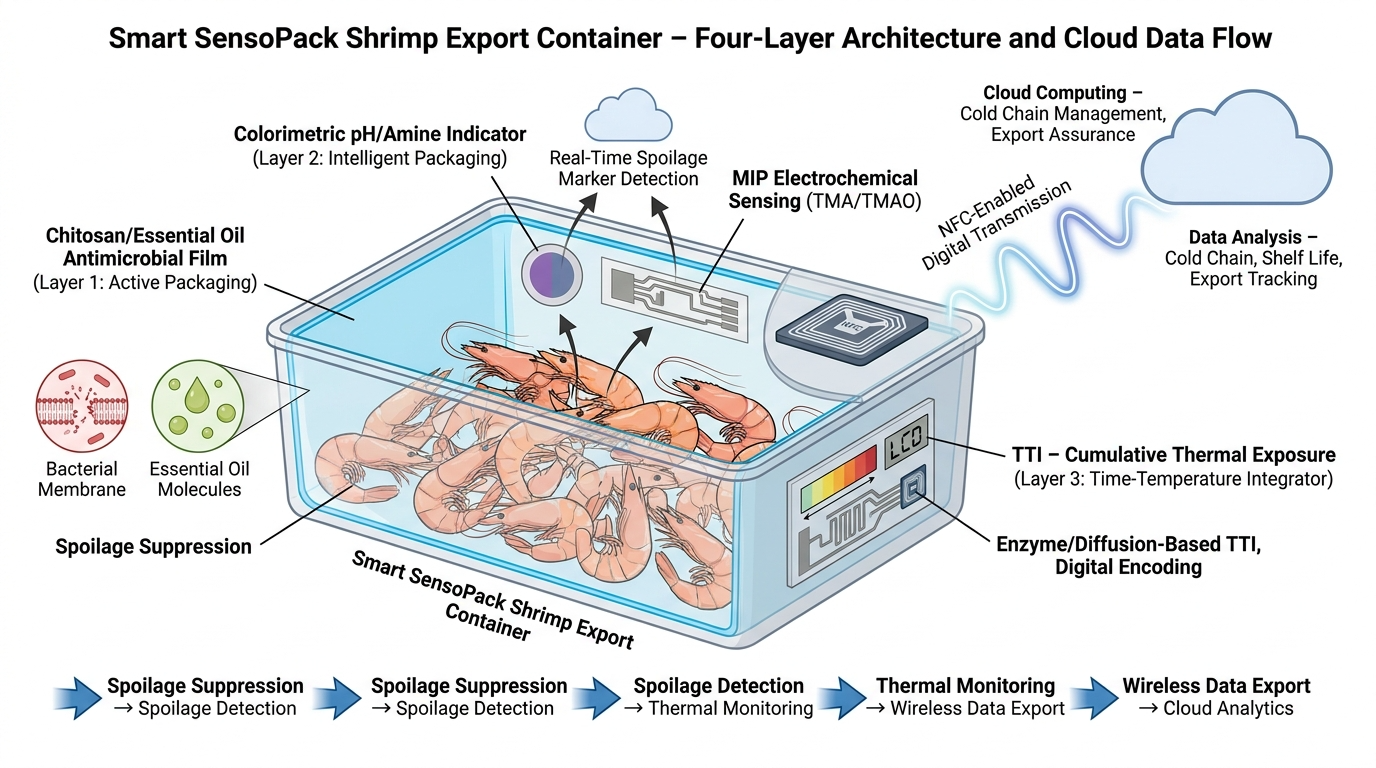 Smart SensoPack Shrimp Export Container – Four-Layer Architecture and Cloud Data Flow
Cloud Computing –
Cold Chain Management,
Export Assurance
Colorimetric pH/Amine Indicator
(Layer 2: Intelligent Packaging)
Real-Time Spoilage
Marker Detection
MIP Electrochemical
Sensing (TMA/TMAO)
NFC-Enabled
Digital Transmission
Chitosan/Essential Oil
Antimicrobial Film
(Layer 1: Active Packaging)
Data Analysis –
Cold Chain, Shelf Life,
Export Tracking
NFC
Bacterial
Membrane
Essential Oil
Molecules
LCD
TTI – Cumulative Thermal Exposure
(Layer 3: Time-Temperature Integrator)
Spoilage Suppression
Enzyme/Diffusion-Based TTI,
Digital Encoding
Smart SensoPack Shrimp Export
Container
Spoilage Suppression
→ Spoilage Detection
Spoilage Suppression
→ Spoilage Detection
Spoilage Detection
→ Thermal Monitoring
Thermal Monitoring
→ Wireless Data Export
Wireless Data Export
→ Cloud Analytics